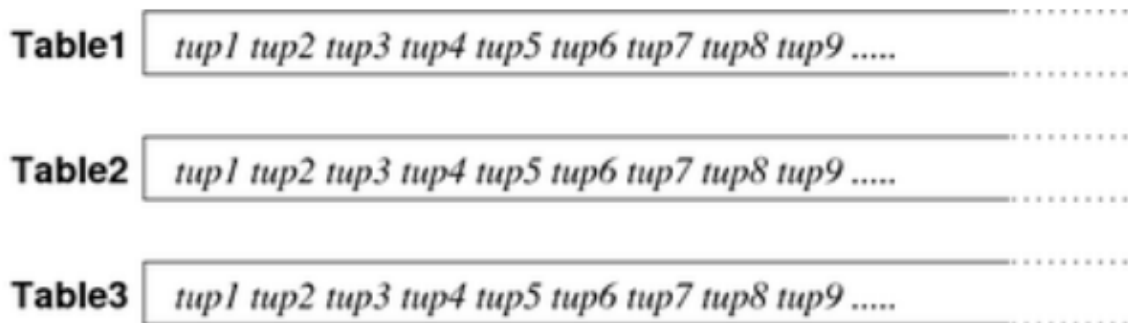 Table1 tup1 tup2 tup3 tup4 tup5 tup6 tup7 tup8 tup9 .....
Table2 tup1 tup2 tup3 tup4 tup5 tup6 tup7 tup8 tup9 .....
Table3 tup1 tup2 tup3 tup4 tup5 tup6 tup7 tup8 tup9 .....